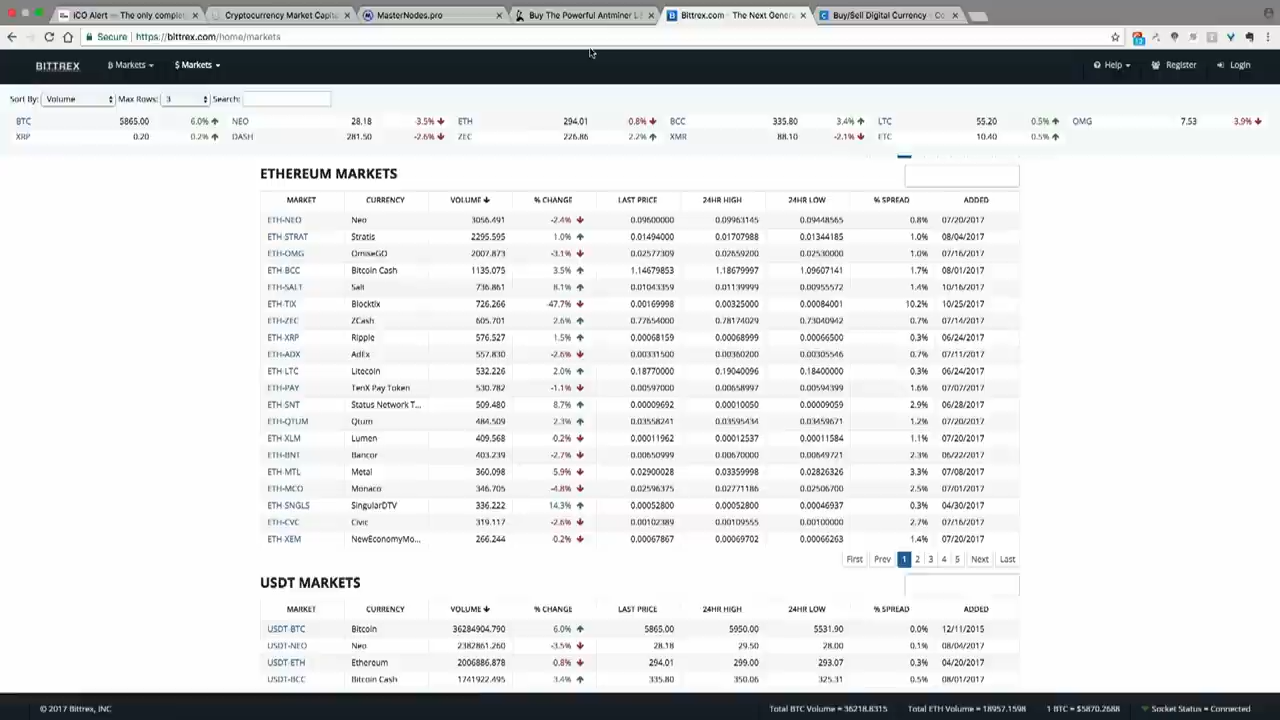 iCO Alert — The only complet
Cryptocurrency Market Capit
MasterNodes.pro
Buy The Powerful Antminer L
Bittrex.com - The Next Gener
Buy/Sell Digital Currency - Co
Secure https://bittrex.com/home/markets
BITTREX B Markets $ Markets Help Register Login
Sort By: Volume Max Rows: 3 Search:
BTC 5865.00 6.0% NEO 28.18 -3.5% ETH 294.01 -0.8% BCC 335.80 3.4% LTC 55.20 0.5% OMG 7.53 3.9%
XRP 0.20 0.2% DASH 281.50 -2.6% ZEC 226.86 2.2% XMR 88.10 -2.1% ETC 10.40 0.5%
ETHEREUM MARKETS
MARKET CURRENCY VOLUME % CHANGE LAST PRICE 24HR HIGH 24HR LOW % SPREAD ADDED
ETH-NEO Neo 3056.491 -2.4% 0.09600000 0.09963145 0.09448565 0.8% 07/20/2017
ETH-STRAT Stratis 2295.595 1.0% 0.01494000 0.01707988 0.01344185 1.0% 08/04/2017
ETH-OMG OmiseGO 2007.873 -3.1% 0.02577309 0.02659200 0.02530000 1.0% 07/16/2017
ETH-BCC Bitcoin Cash 1135.075 3.5% 1.14679853 1.18679997 1.09607141 1.7% 08/01/2017
ETH-SALT Salt 736.861 8.1% 0.01043359 0.01139999 0.00955572 1.4% 10/16/2017
ETH-TIX Blocktix 726.266 -47.7% 0.00169998 0.00325000 0.00084001 10.2% 10/25/2017
ETH-ZEC ZCash 605.701 2.6% 0.77654000 0.78174029 0.73040942 0.7% 07/14/2017
ETH-XRP Ripple 576.527 1.5% 0.00068159 0.00068999 0.00066500 0.3% 06/24/2017
ETH-ADX AdEx 557.830 -2.6% 0.00331500 0.00360200 0.00305546 0.7% 07/11/2017
ETH-LTC Litecoin 532.226 2.0% 0.18770000 0.19040096 0.18400000 0.3% 06/24/2017
ETH-PAY TenX Pay Token 530.782 -1.1% 0.00597000 0.00658997 0.00594399 1.6% 07/07/2017
ETH-SNT Status Network T... 509.480 8.7% 0.00009692 0.00010050 0.00009059 2.9% 06/28/2017
ETH-QTUM Qtum 484.509 2.3% 0.03558241 0.03595434 0.03459671 1.2% 07/20/2017
ETH-XLM Lumen 409.568 -0.2% 0.00011962 0.00012537 0.00011584 1.1% 07/20/2017
ETH-BNT Bancor 403.239 -2.7% 0.00650999 0.00670000 0.00649721 2.3% 06/22/2017
ETH-MTL Metal 360.098 5.9% 0.02900028 0.03359998 0.02826326 3.3% 07/08/2017
ETH-MCO Monaco 346.705 -4.8% 0.02596375 0.02771186 0.02506700 2.5% 07/01/2017
ETH-SNGLS SingularDTV 336.222 14.3% 0.00052800 0.00052800 0.00046937 0.3% 04/30/2017
ETH-CVC Civic 319.117 -2.6% 0.00102389 0.00109555 0.00100000 2.7% 07/16/2017
ETH-XEM NewEconomyMo... 266.244 -0.2% 0.00067867 0.00069702 0.00066263 1.4% 07/20/2017
First Prev 1 2 3 4 5 Next Last
USDT MARKETS
MARKET CURRENCY VOLUME % CHANGE LAST PRICE 24HR HIGH 24HR LOW % SPREAD ADDED
USDT-BTC Bitcoin 36284904.790 6.0% 5865.00 5950.00 5531.90 0.0% 12/11/2015
USDT-NEO Neo 2382861.260 -3.5% 28.18 29.50 28.00 0.1% 08/04/2017
USDT-ETH Ethereum 2006886.878 0.8% 294.01 299.00 293.07 0.3% 04/20/2017
USDT-BCC Bitcoin Cash 1741922.495 3.4% 335.80 350.06 325.31 0.5% 08/01/2017
© 2017 Bittrex, INC Total BTC Volume = 36218.8315 Total ETH Volume = 18957.1598 1 BTC = $5870.2688 Socket Status = Connected